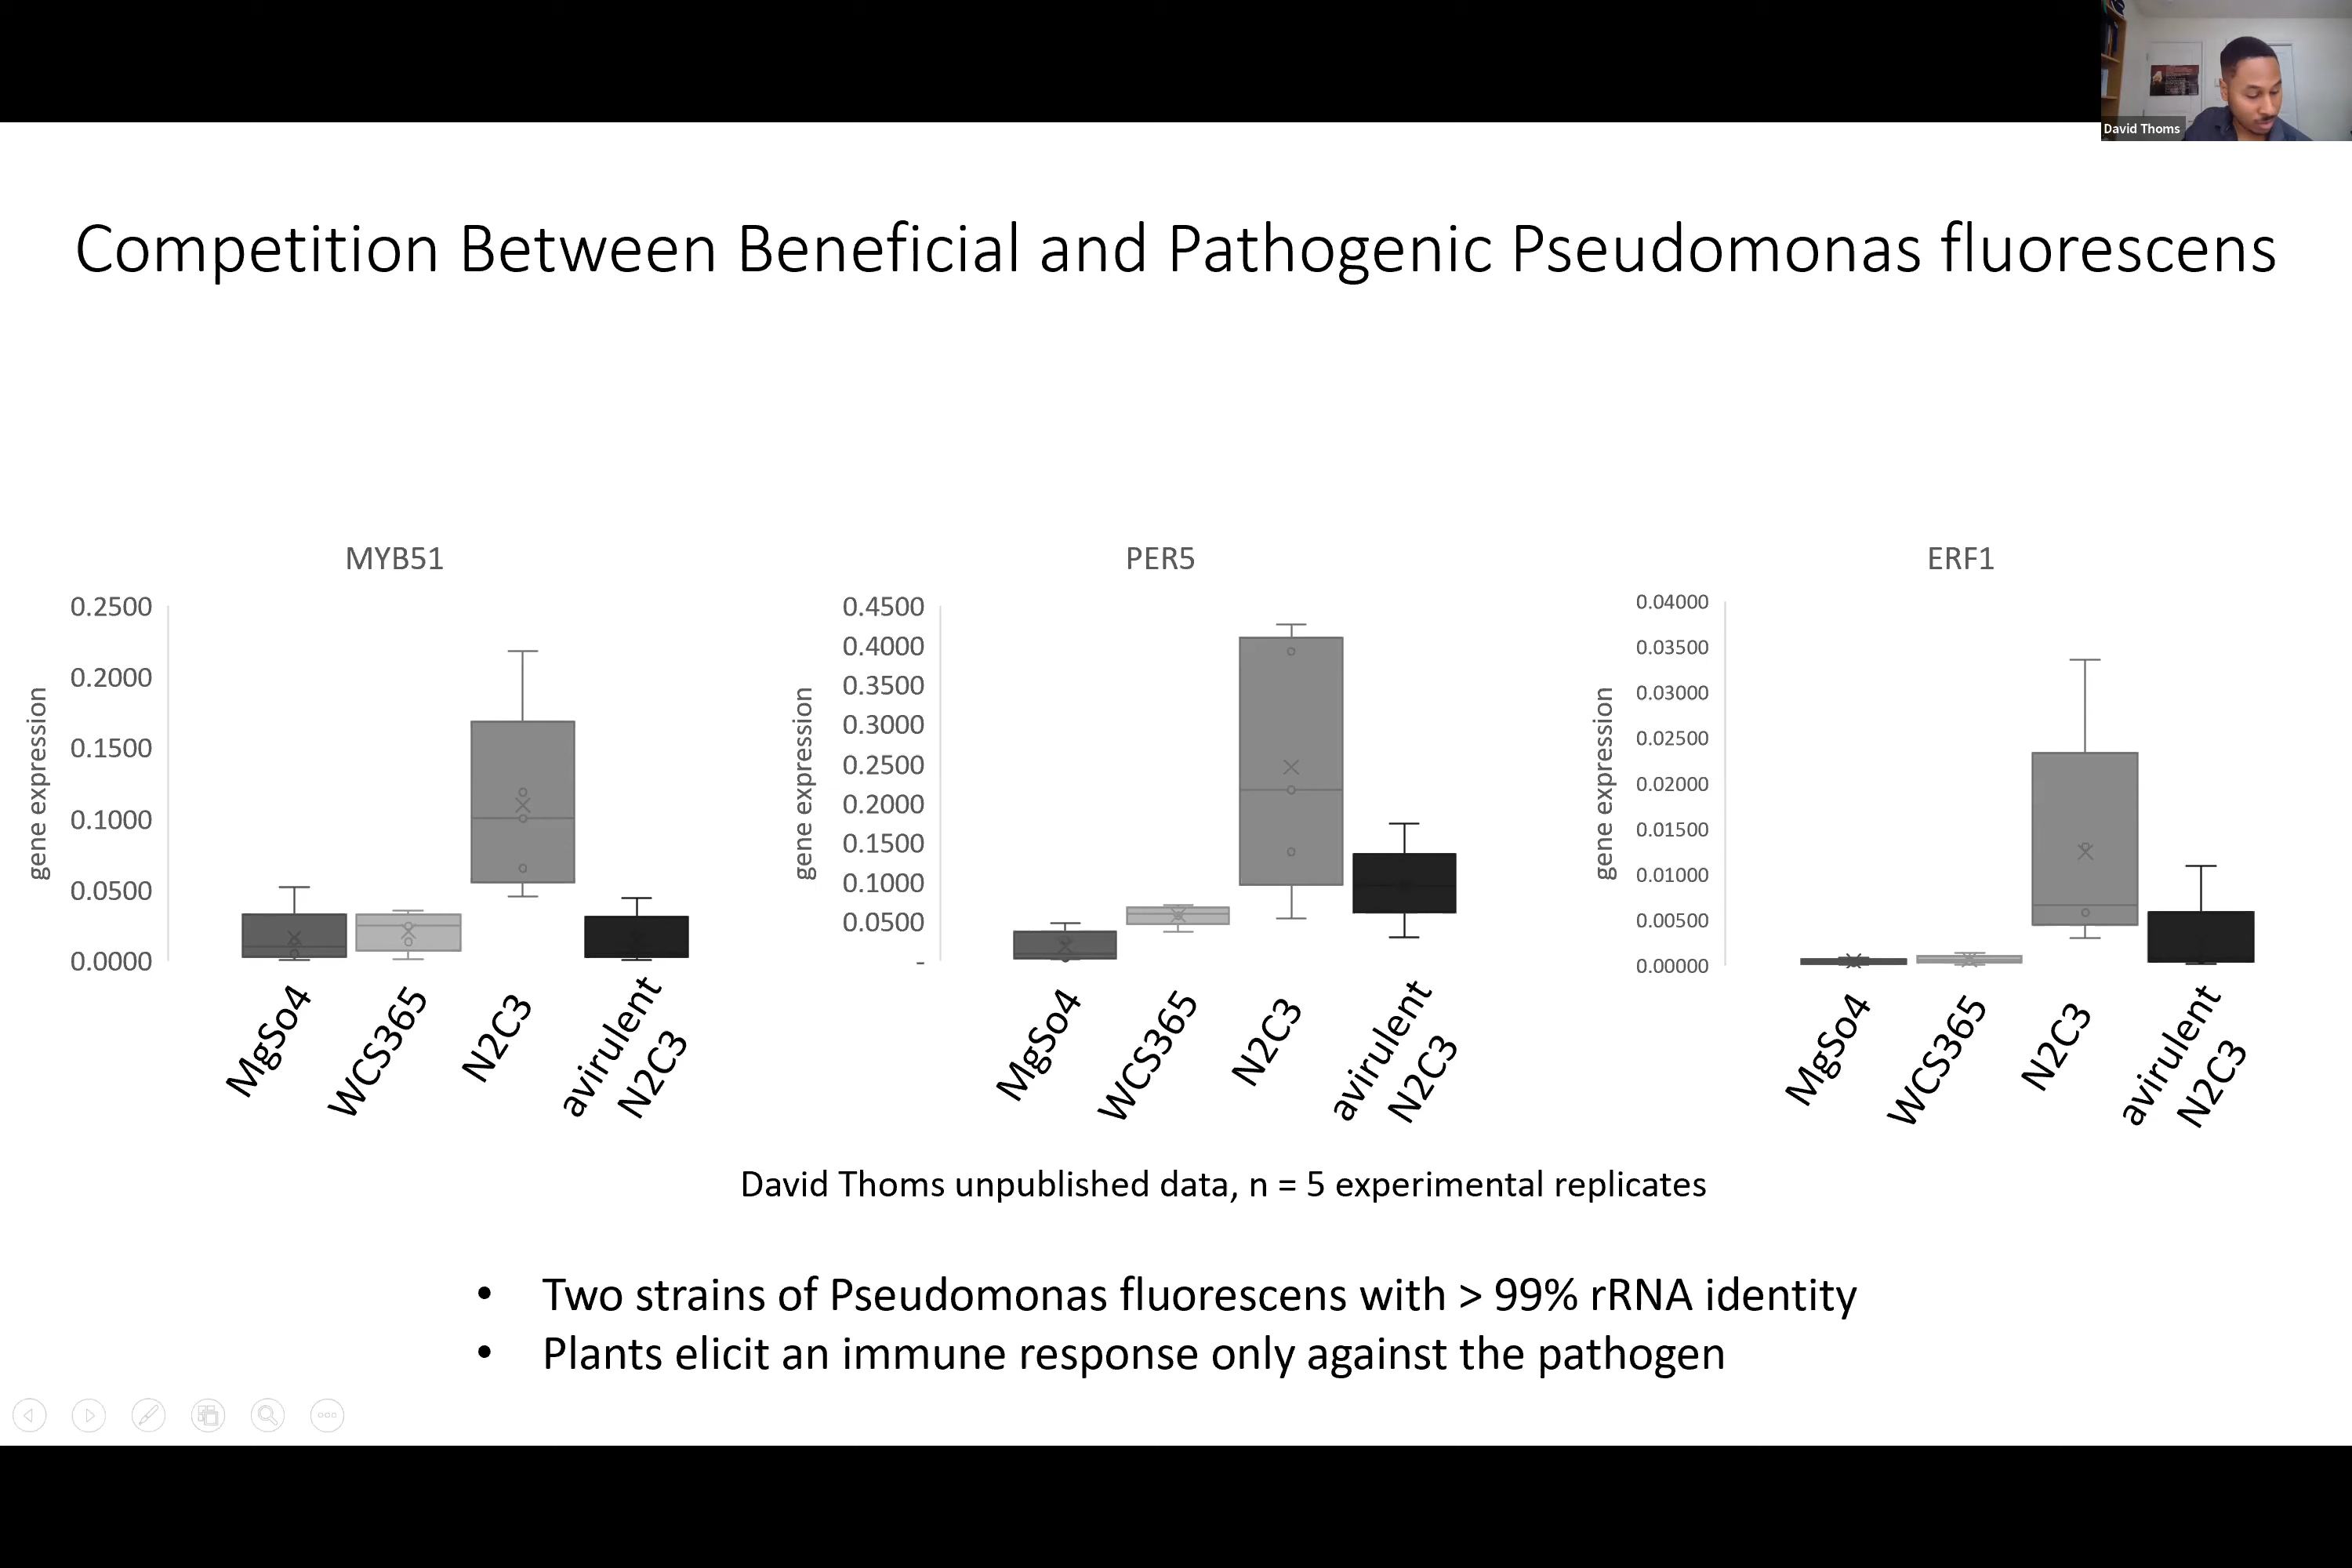 David Thoms
Competition Between Beneficial and Pathogenic Pseudomonas fluorescens
MYB51
gene expression
0.2500
0.2000
0.1500
0.1000
0.0500
0.0000
MgSo4
WCS365
N2C3
avirulent
N2C3
PER5
gene expression
0.4500
0.4000
0.3500
0.3000
0.2500
0.2000
0.1500
0.1000
0.0500
-
MgSo4
WCS365
N2C3
avirulent
N2C3
ERF1
gene expression
0.04000
0.03500
0.03000
0.02500
0.02000
0.01500
0.01000
0.00500
0.00000
MgSo4
WCS365
N2C3
avirulent
N2C3
David Thoms unpublished data, n = 5 experimental replicates
• Two strains of Pseudomonas fluorescens with > 99% rRNA identity
• Plants elicit an immune response only against the pathogen